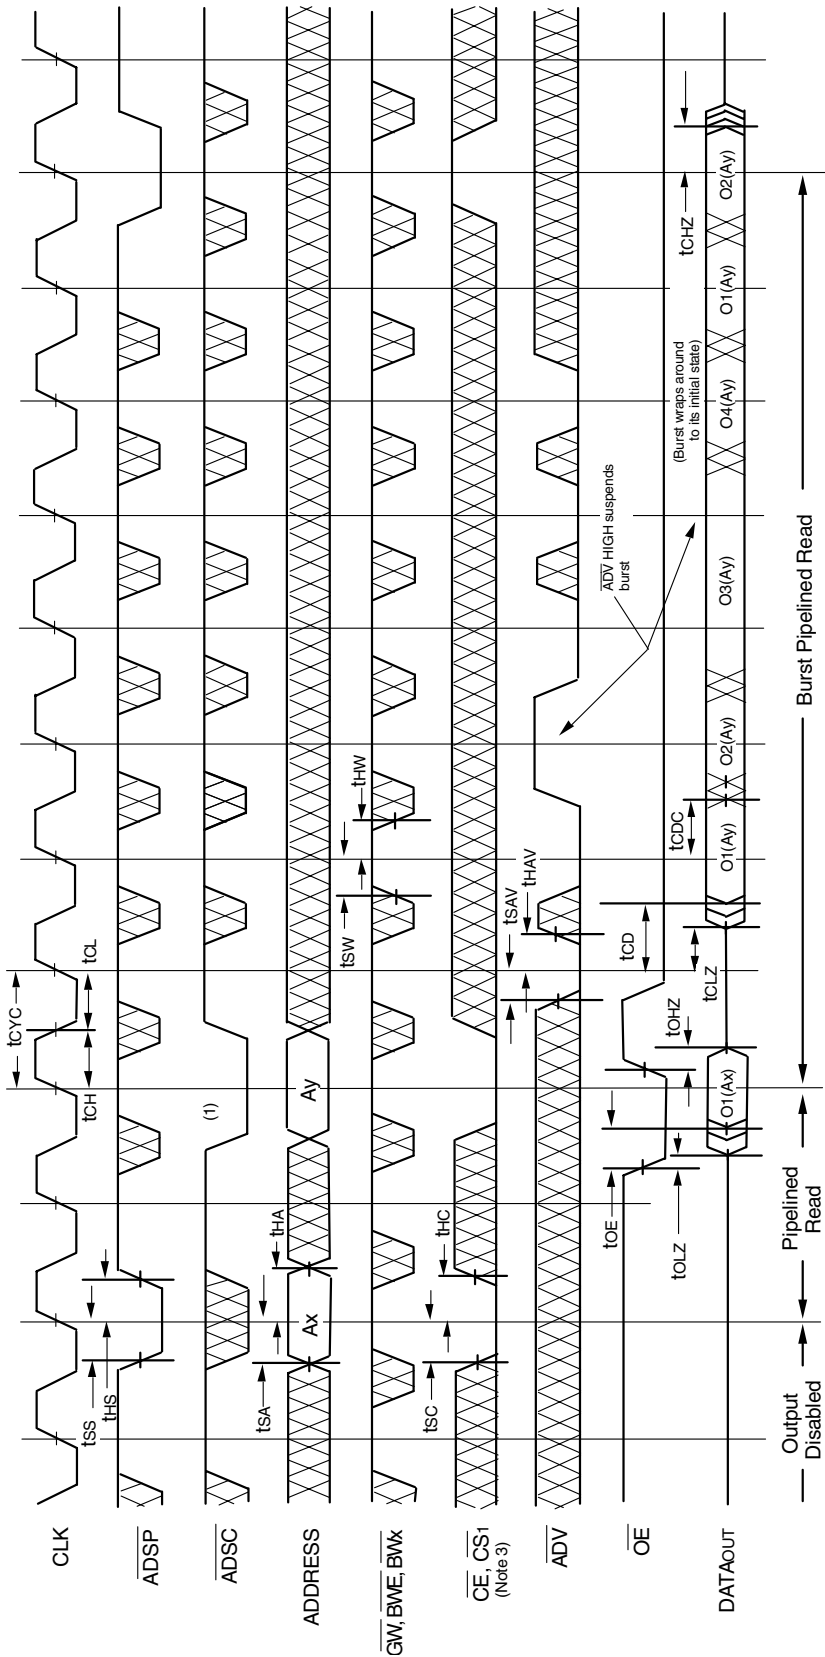 CLK
tCYC
tCH
tCL
ADSP
tSS
tHS
ADSC
(1)
ADDRESS
Ax
Ay
tSA
tHA
GW, BWE, BWx
tSW
tHW
CE, CS1
(Note 3)
tSC
tHC
ADV
tSAV
tHAV
ADV HIGH suspends
burst
OE
tOE
tOHZ
tCD
tOLZ
tCLZ
tCDC
tCHZ
(Burst wraps around
to its initial state)
DATAOUT
O1(Ax)
O1(Ay)
O2(Ay)
O3(Ay)
O4(Ay)
O1(Ay)
O2(Ay)
Output
Disabled
Pipelined
Read
Burst Pipelined Read